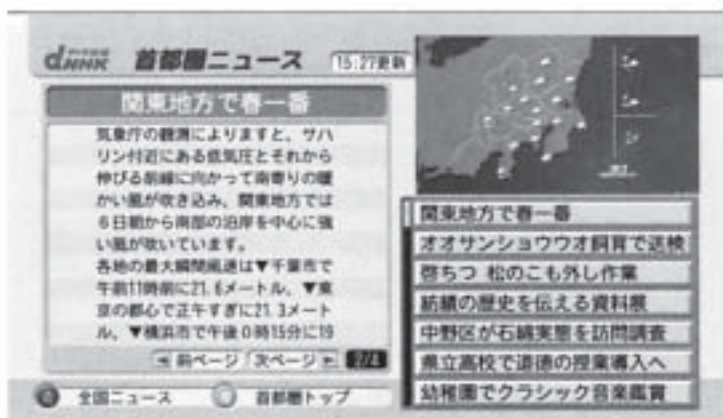 首都圏ニュース
15:27更新
関東地方で春一番
気象庁の観測によりますと、サハ
リン付近にある低気圧とそれから
伸びる前線に向かって南寄りの暖
かい風が吹き込み、関東地方では
6日朝から南部の沿岸を中心に強
い風が吹いています。
各地の最大瞬間風速は▼千葉市で
午前11時前に21.6メートル、▼東
京の都心で正午すぎに21.3メート
ル、▼横浜市で午後0時15分に19
前ページ 次ページ
全国ニュース 首都圏トップ
関東地方で春一番
オオサンショウウオ飼育で送検
啓ちつ 松のこも外し作業
紡績の歴史を伝える資料展
中野区が石綿実態を訪問調査
県立高校で道徳の授業導入へ
幼稚園でクラシック音楽鑑賞